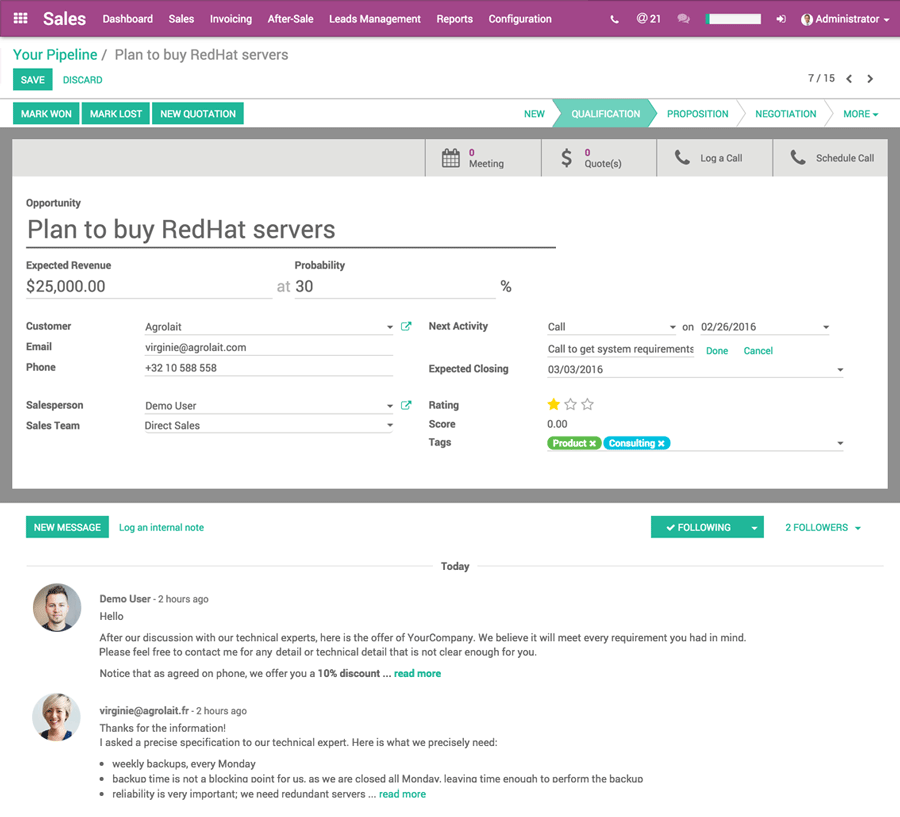 Sales Dashboard Sales Invoicing After-Sale Leads Management Reports Configuration @ 21 Administrator
Your Pipeline / Plan to buy RedHat servers
SAVE DISCARD 7 / 15
MARK WON MARK LOST NEW QUOTATION NEW QUALIFICATION PROPOSITION NEGOTIATION MORE
0 Meeting
$ 0 Quote(s)
Log a Call
Schedule Call
Opportunity
Plan to buy RedHat servers
Expected Revenue Probability
$25,000.00 at 30 %
Customer Agrolait
Email virginie@agrolait.com
Phone +32 10 588 558
Salesperson Demo User
Sales Team Direct Sales
Next Activity Call on 02/26/2016
Call to get system requirements Done Cancel
Expected Closing 03/03/2016
Rating
Score 0.00
Tags Product x Consulting x
NEW MESSAGE Log an internal note FOLLOWING 2 FOLLOWERS
Today
Demo User - 2 hours ago
Hello
After our discussion with our technical experts, here is the offer of YourCompany. We believe it will meet every requirement you had in mind.
Please feel free to contact me for any detail or technical detail that is not clear enough for you.
Notice that as agreed on phone, we offer you a 10% discount ... read more
virginie@agrolait.fr - 2 hours ago
Thanks for the information!
I asked a precise specification to our technical expert. Here is what we precisely need:
• weekly backups, every Monday
• backup time is not a blocking point for us, as we are closed all Monday, leaving time enough to perform the backup
• reliability is very important; we need redundant servers ... read more